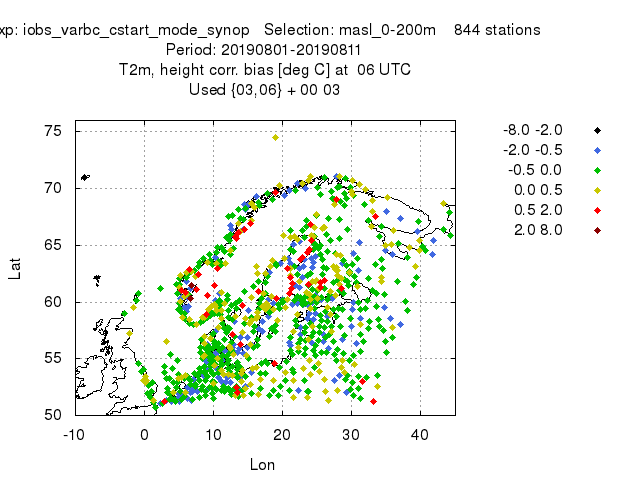 xp: iobs_varbc_cstart_mode_synop Selection: masl_0-200m 844 stations
Period: 20190801-20190811
T2m, height corr. bias [deg C] at 06 UTC
Used {03,06} + 00 03
75
70
65
60
55
50
-10 0 10 20 30 40
Lat
Lon
-8.0 -2.0
-2.0 -0.5
-0.5 0.0
0.0 0.5
0.5 2.0
2.0 8.0